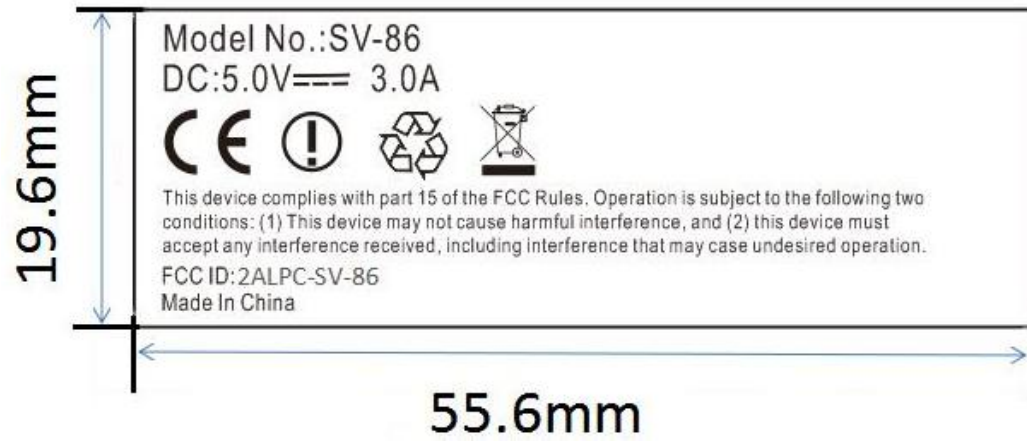 Model No.:SV-86
DC:5.0V⎓ 3.0A
CE
This device complies with part 15 of the FCC Rules. Operation is subject to the following two
conditions: (1) This device may not cause harmful interference, and (2) this device must
accept any interference received, including interference that may case undesired operation.
FCC ID:2ALPC-SV-86
Made In China
19.6mm
55.6mm